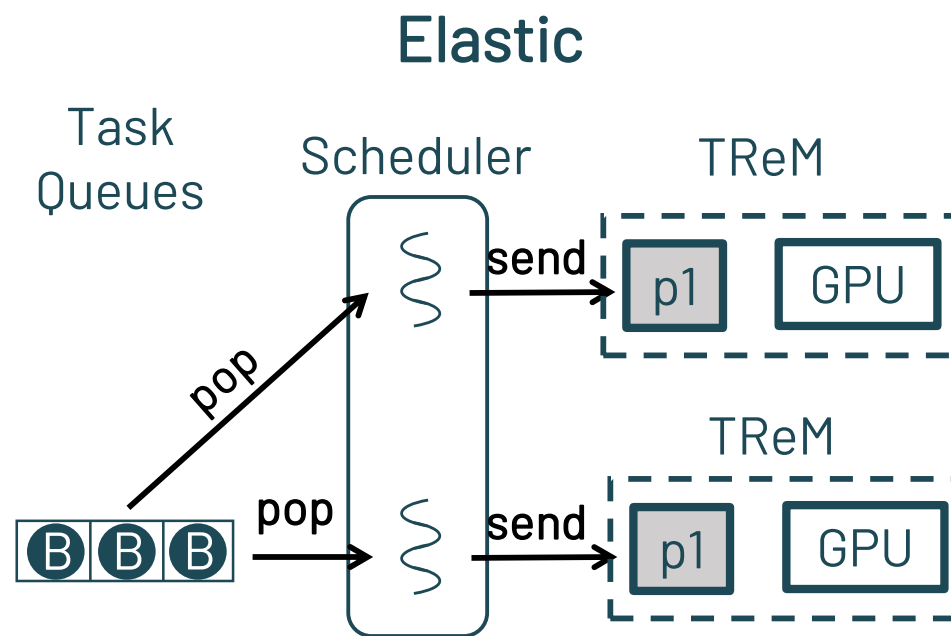 Elastic
Task
Queues
Scheduler
TReM
send
p1
GPU
pop
TReM
pop
send
B B B
p1
GPU